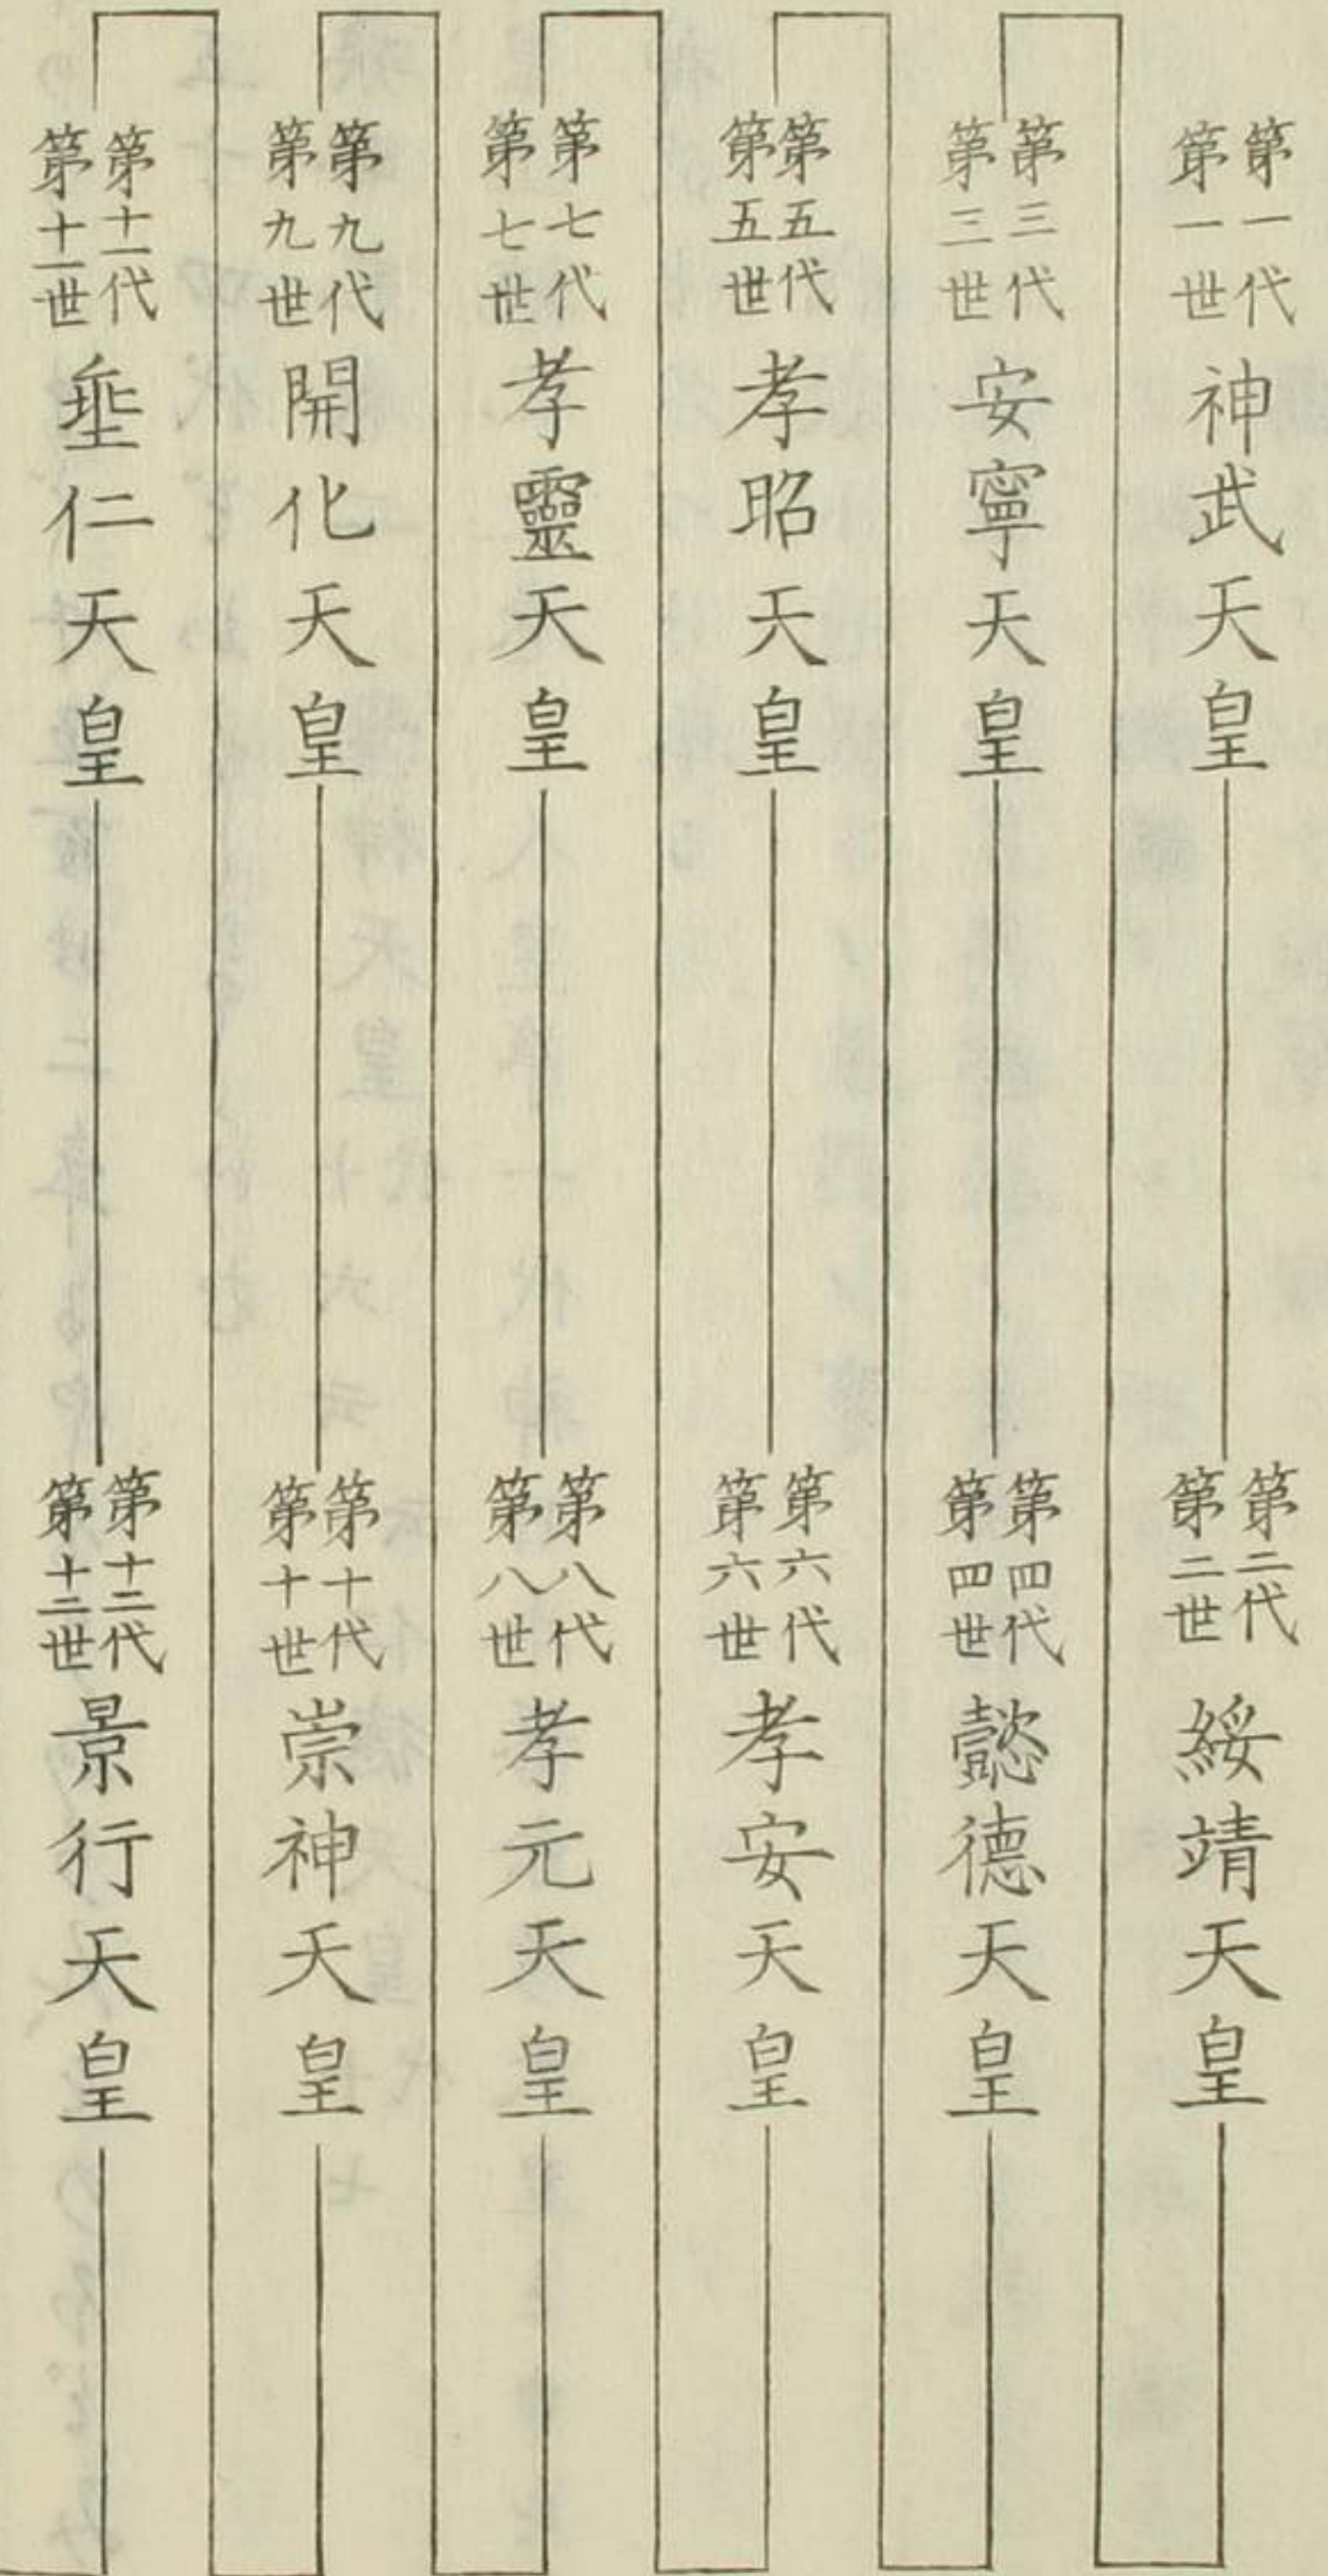 第一代
第一世
神武天皇
第二代
第二世
綏靖天皇
第三代
第三世
安寧天皇
第四代
第四世
懿德天皇
第五代
第五世
孝昭天皇
第六代
第六世
孝安天皇
第七代
第七世
孝靈天皇
第八代
第八世
孝元天皇
第九代
第九世
開化天皇
第十代
第十世
崇神天皇
第十一代
第十一世
垂仁天皇
第十二代
第十二世
景行天皇